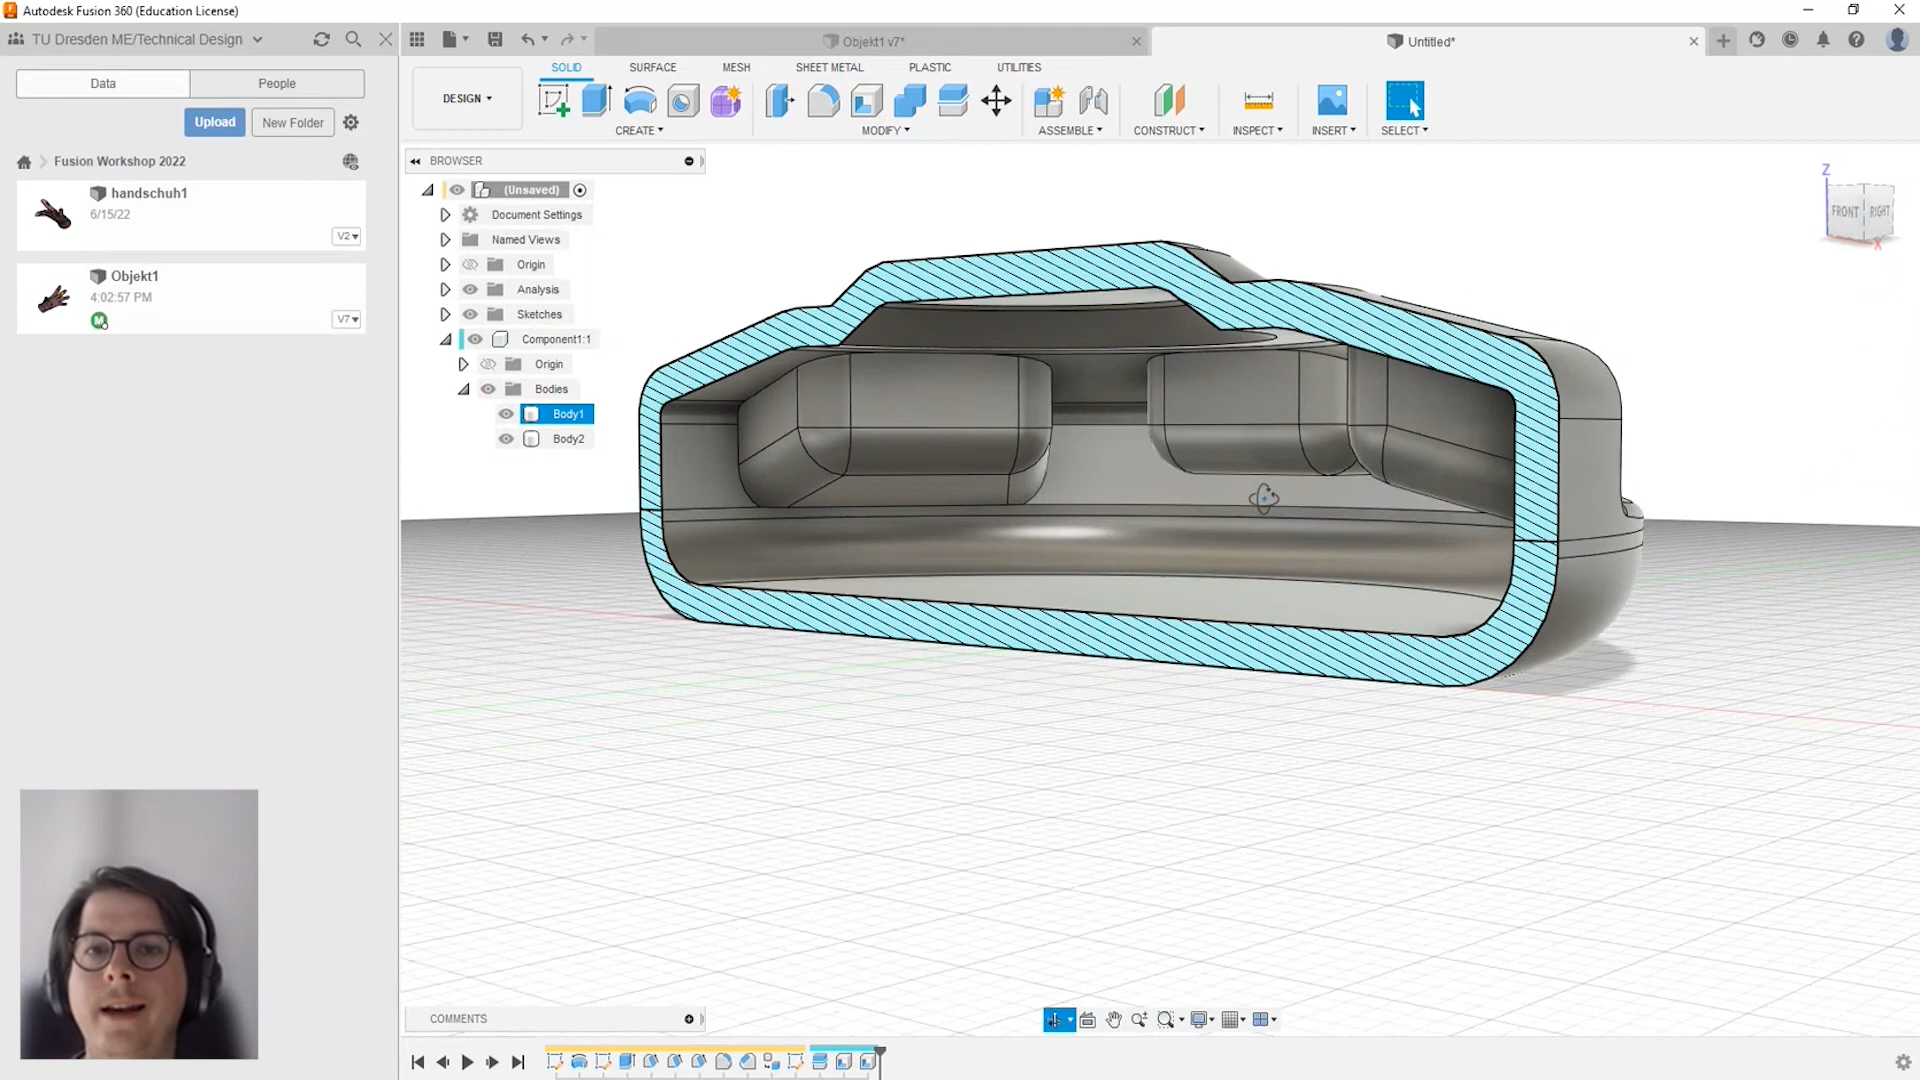 Autodesk Fusion 360 (Education License)
TU Dresden ME/Technical Design
Objekt1 v7*
Untitled*
Data
People
Upload
New Folder
Fusion Workshop 2022
handschuh1
6/15/22
V2
Objekt1
4:02:57 PM
M
V7
DESIGN
SOLID
SURFACE
MESH
SHEET METAL
PLASTIC
UTILITIES
CREATE
MODIFY
ASSEMBLE
CONSTRUCT
INSPECT
INSERT
SELECT
BROWSER
(Unsaved)
Document Settings
Named Views
Origin
Analysis
Sketches
Component1:1
Origin
Bodies
Body1
Body2
Z
FRONT
RIGHT
X
COMMENTS